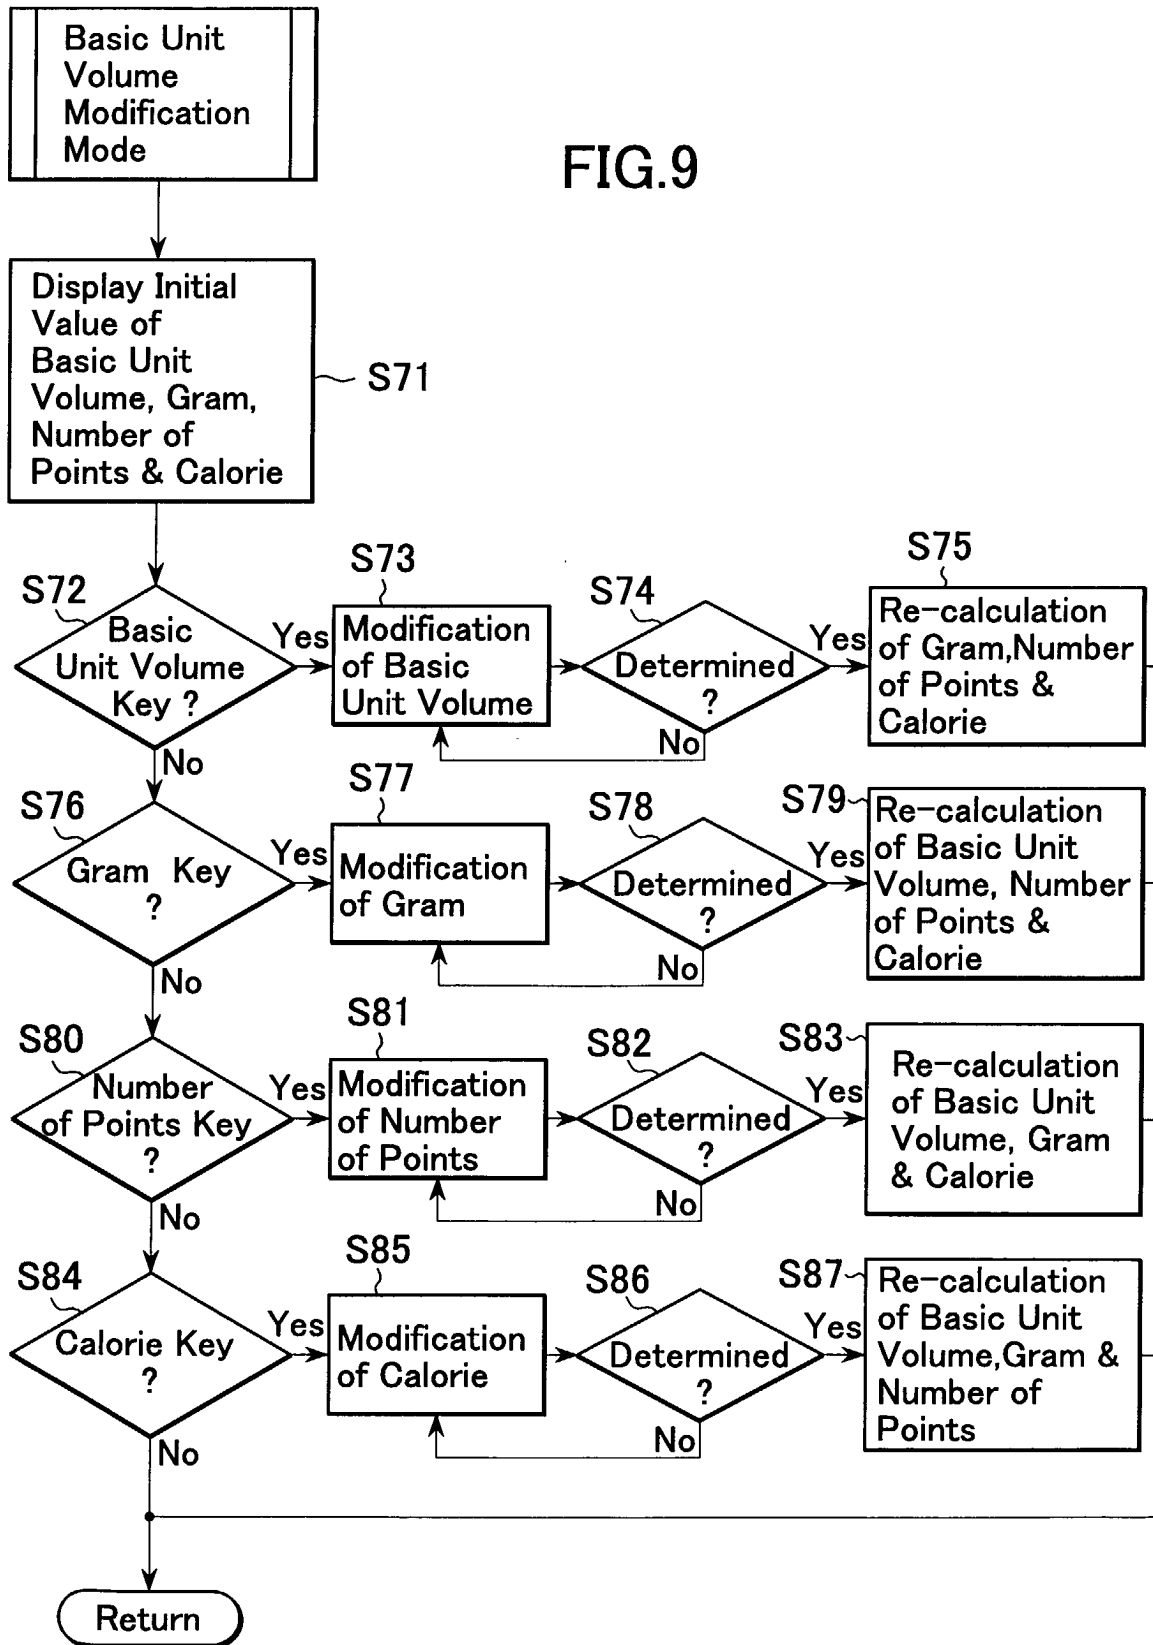 Basic Unit
Volume
Modification
Mode
FIG.9
Display Initial
Value of
Basic Unit
Volume, Gram,
Number of
Points & Calorie
S71
S72
Basic
Unit Volume
Key ?
Yes
No
S73
Modification
of Basic
Unit Volume
S74
Determined
?
Yes
No
S75
Re-calculation
of Gram,Number
of Points &
Calorie
S76
Gram Key
?
Yes
No
S77
Modification
of Gram
S78
Determined
?
Yes
No
S79
Re-calculation
of Basic Unit
Volume, Number
of Points &
Calorie
S80
Number
of Points Key
?
Yes
No
S81
Modification
of Number
of Points
S82
Determined
?
Yes
No
S83
Re-calculation
of Basic Unit
Volume, Gram
& Calorie
S84
Calorie Key
?
Yes
No
S85
Modification
of Calorie
S86
Determined
?
Yes
No
S87
Re-calculation
of Basic Unit
Volume,Gram &
Number of
Points
Return